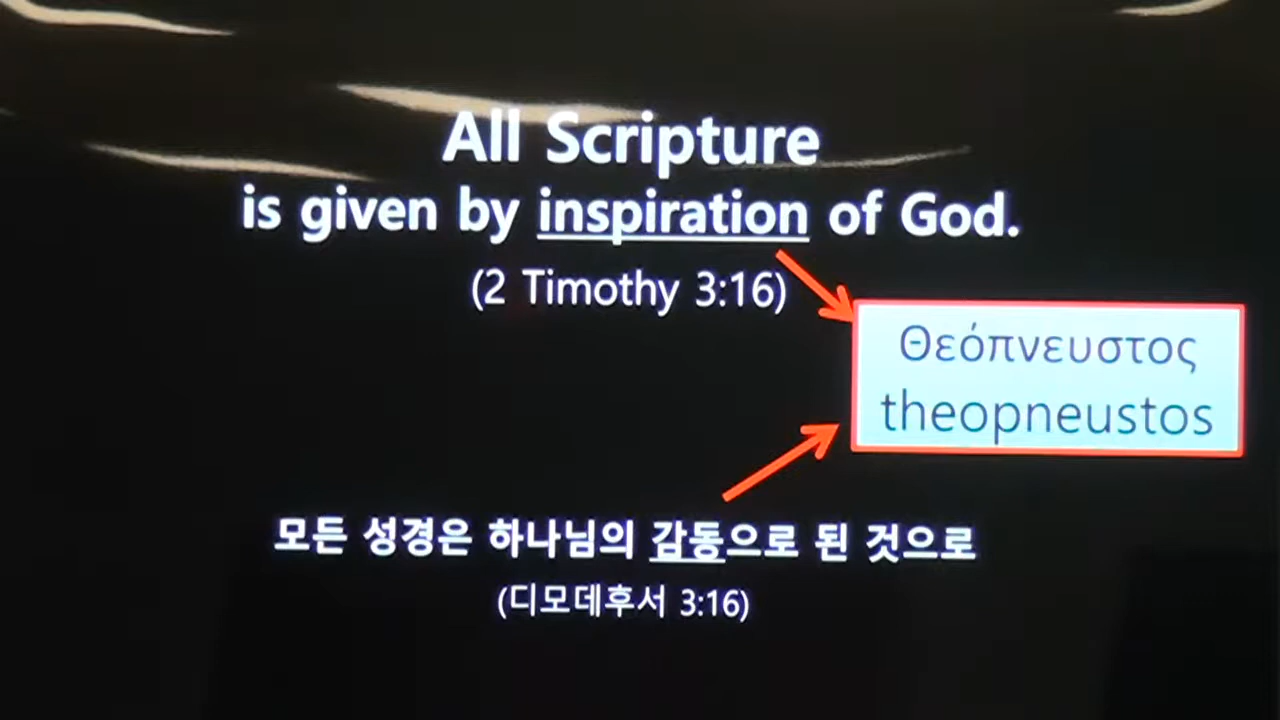 All Scripture
is given by inspiration of God.
(2 Timothy 3:16)
Θεόπνευστος
theopneustos
모든 성경은 하나님의 감동으로 된 것으로
(디모데후서 3:16)